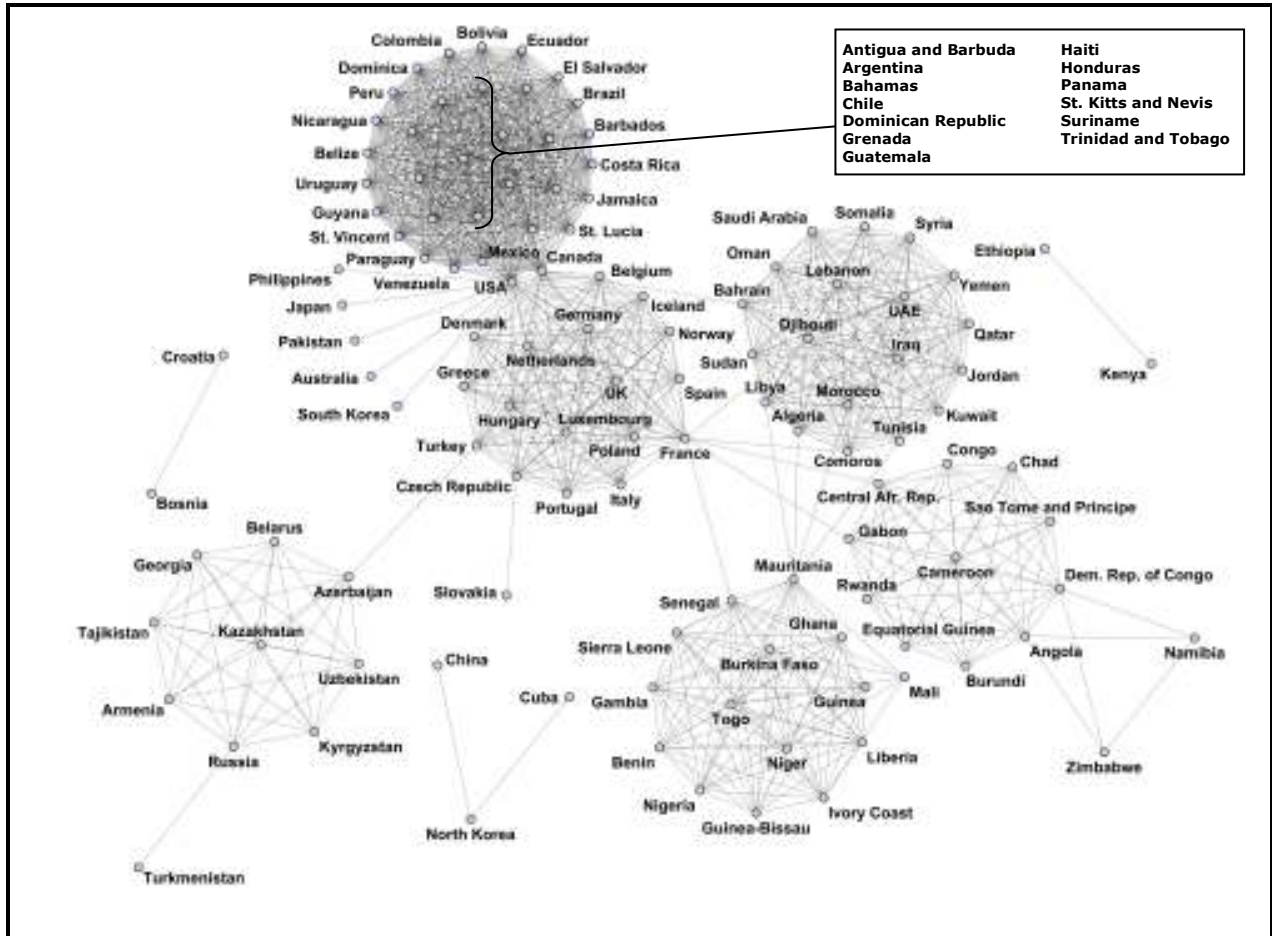 Antigua and Barbuda
Argentina
Bahamas
Chile
Dominican Republic
Grenada
Guatemala
Haiti
Honduras
Panama
St. Kitts and Nevis
Suriname
Trinidad and Tobago
Bolivia
Colombia
Ecuador
Dominica
El Salvador
Peru
Brazil
Nicaragua
Barbados
Belize
Costa Rica
Uruguay
Jamaica
Guyana
St. Lucia
St. Vincent
Mexico
Paraguay
Canada
Philippines
Venezuela
USA
Belgium
Japan
Iceland
Germany
Denmark
Norway
Pakistan
Netherlands
Croatia
Greece
Australia
UK
Spain
South Korea
Hungary
Luxembourg
Turkey
Poland
France
Czech Republic
Portugal
Italy
Saudi Arabia
Somalia
Syria
Ethiopia
Oman
Lebanon
Yemen
Bahrain
UAE
Djibouti
Qatar
Iraq
Sudan
Jordan
Kenya
Libya
Morocco
Kuwait
Algeria
Tunisia
Comoros
Congo
Chad
Central Afr. Rep.
Sao Tome and Principe
Gabon
Cameroon
Dem. Rep. of Congo
Rwanda
Equatorial Guinea
Angola
Namibia
Burundi
Zimbabwe
Bosnia
Belarus
Georgia
Azerbaijan
Slovakia
Tajikistan
Kazakhstan
Uzbekistan
Armenia
Kyrgyzstan
Russia
Turkmenistan
China
Cuba
North Korea
Mauritania
Senegal
Ghana
Sierra Leone
Burkina Faso
Mali
Gambia
Guinea
Togo
Benin
Niger
Liberia
Nigeria
Ivory Coast
Guinea-Bissau